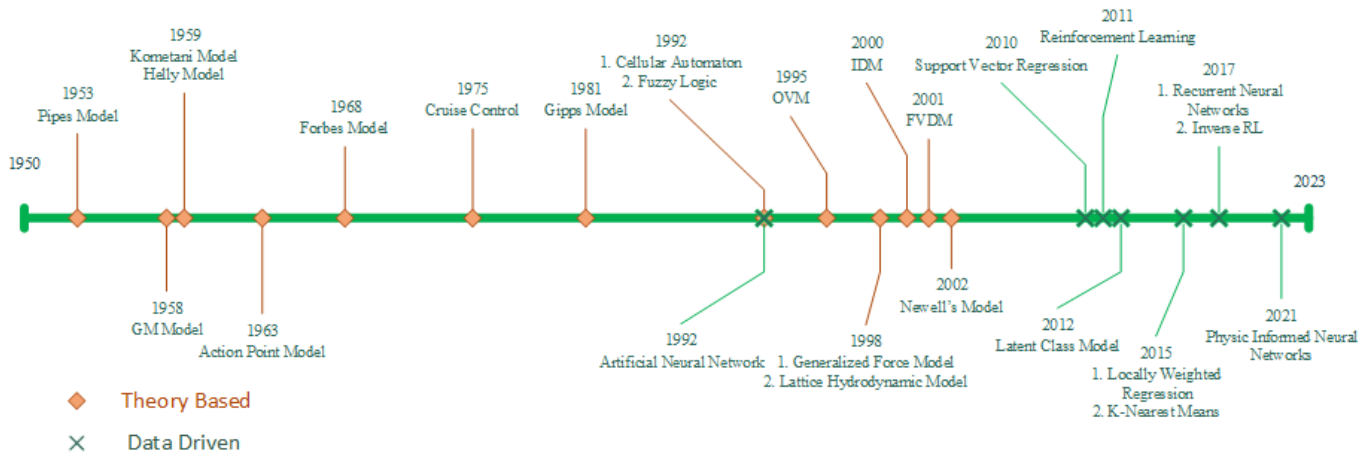 1950
1953
Pipes Model
1959
Kometani Model
Helly Model
1968
Forbes Model
1975
Cruise Control
1981
Gipps Model
1992
1. Cellular Automaton
2. Fuzzy Logic
1995
OVM
2000
IDM
2001
FVDM
2010
Support Vector Regression
2011
Reinforcement Learning
2017
1. Recurrent Neural
Networks
2. Inverse RL
2023
1958
GM Model
1963
Action Point Model
1992
Artificial Neural Network
1998
1. Generalized Force Model
2. Lattice Hydrodynamic Model
2002
Newell's Model
2012
Latent Class Model
2015
1. Locally Weighted
Regression
2. K-Nearest Means
2021
Physic Informed Neural
Networks
Theory Based
Data Driven